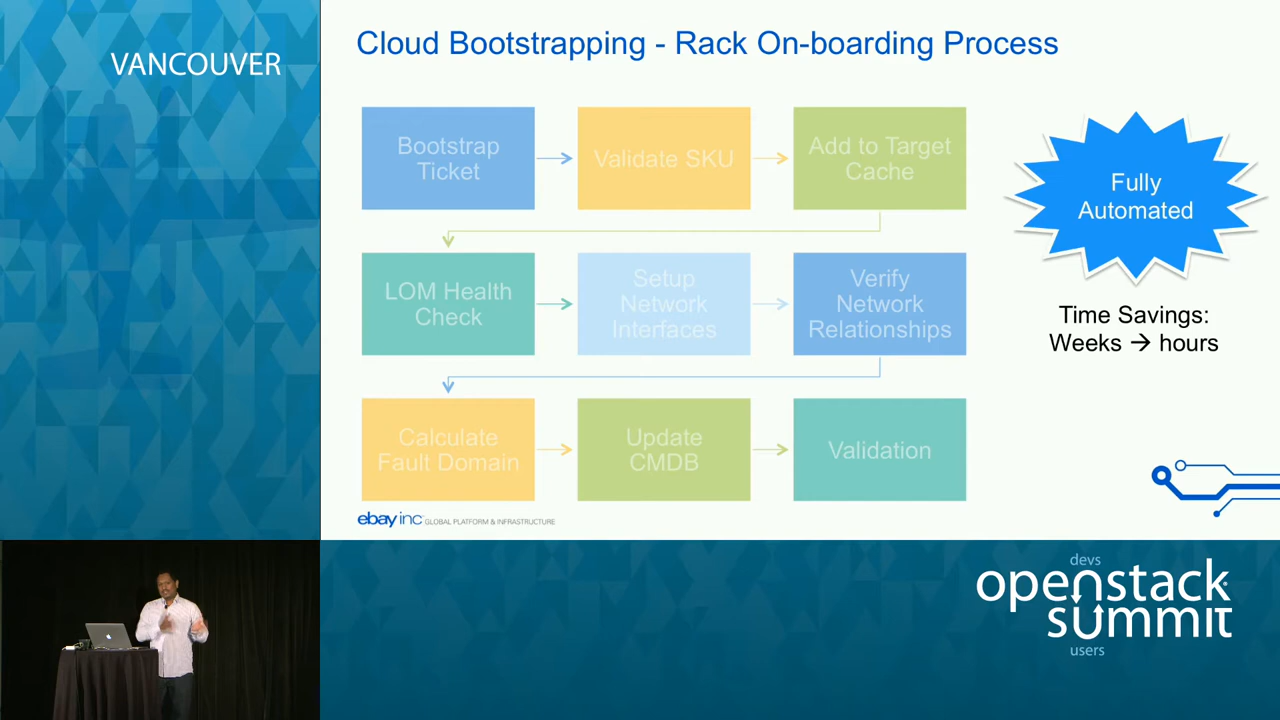 VANCOUVER
Cloud Bootstrapping - Rack On-boarding Process
Bootstrap
Ticket
Validate SKU
Add to Target
Cache
Fully
Automated
LOM Health
Check
Setup
Network
Interfaces
Verify
Network
Relationships
Time Savings:
Weeks → hours
Calculate
Fault Domain
Update
CMDB
Validation
ebay inc GLOBAL PLATFORM & INFRASTRUCTURE
devs
openstack
summit
users